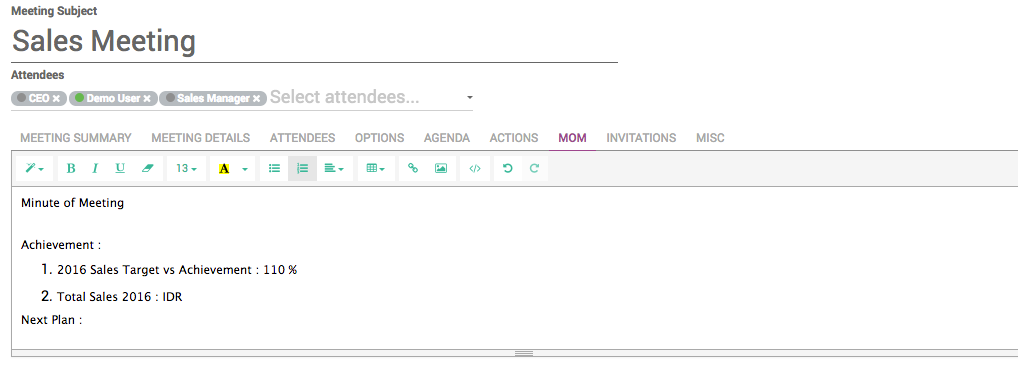 Meeting Subject
Sales Meeting
Attendees
CEO × Demo User × Sales Manager × Select attendees...
MEETING SUMMARY MEETING DETAILS ATTENDEES OPTIONS AGENDA ACTIONS MOM INVITATIONS MISC
B I U 13 A </>
Minute of Meeting
Achievement :
1. 2016 Sales Target vs Achievement : 110 %
2. Total Sales 2016 : IDR
Next Plan :